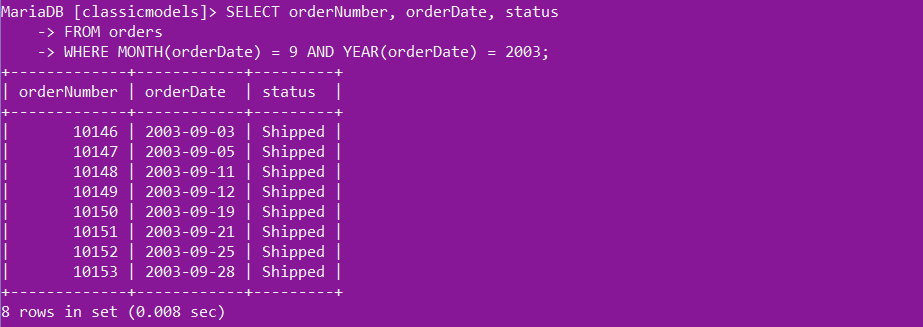 MariaDB [classicmodels]> SELECT orderNumber, orderDate, status
    -> FROM orders
    -> WHERE MONTH(orderDate) = 9 AND YEAR(orderDate) = 2003;
+-------------+------------+---------+
| orderNumber | orderDate  | status  |
+-------------+------------+---------+
|       10146 | 2003-09-03 | Shipped |
|       10147 | 2003-09-05 | Shipped |
|       10148 | 2003-09-11 | Shipped |
|       10149 | 2003-09-12 | Shipped |
|       10150 | 2003-09-19 | Shipped |
|       10151 | 2003-09-21 | Shipped |
|       10152 | 2003-09-25 | Shipped |
|       10153 | 2003-09-28 | Shipped |
+-------------+------------+---------+
8 rows in set (0.008 sec)